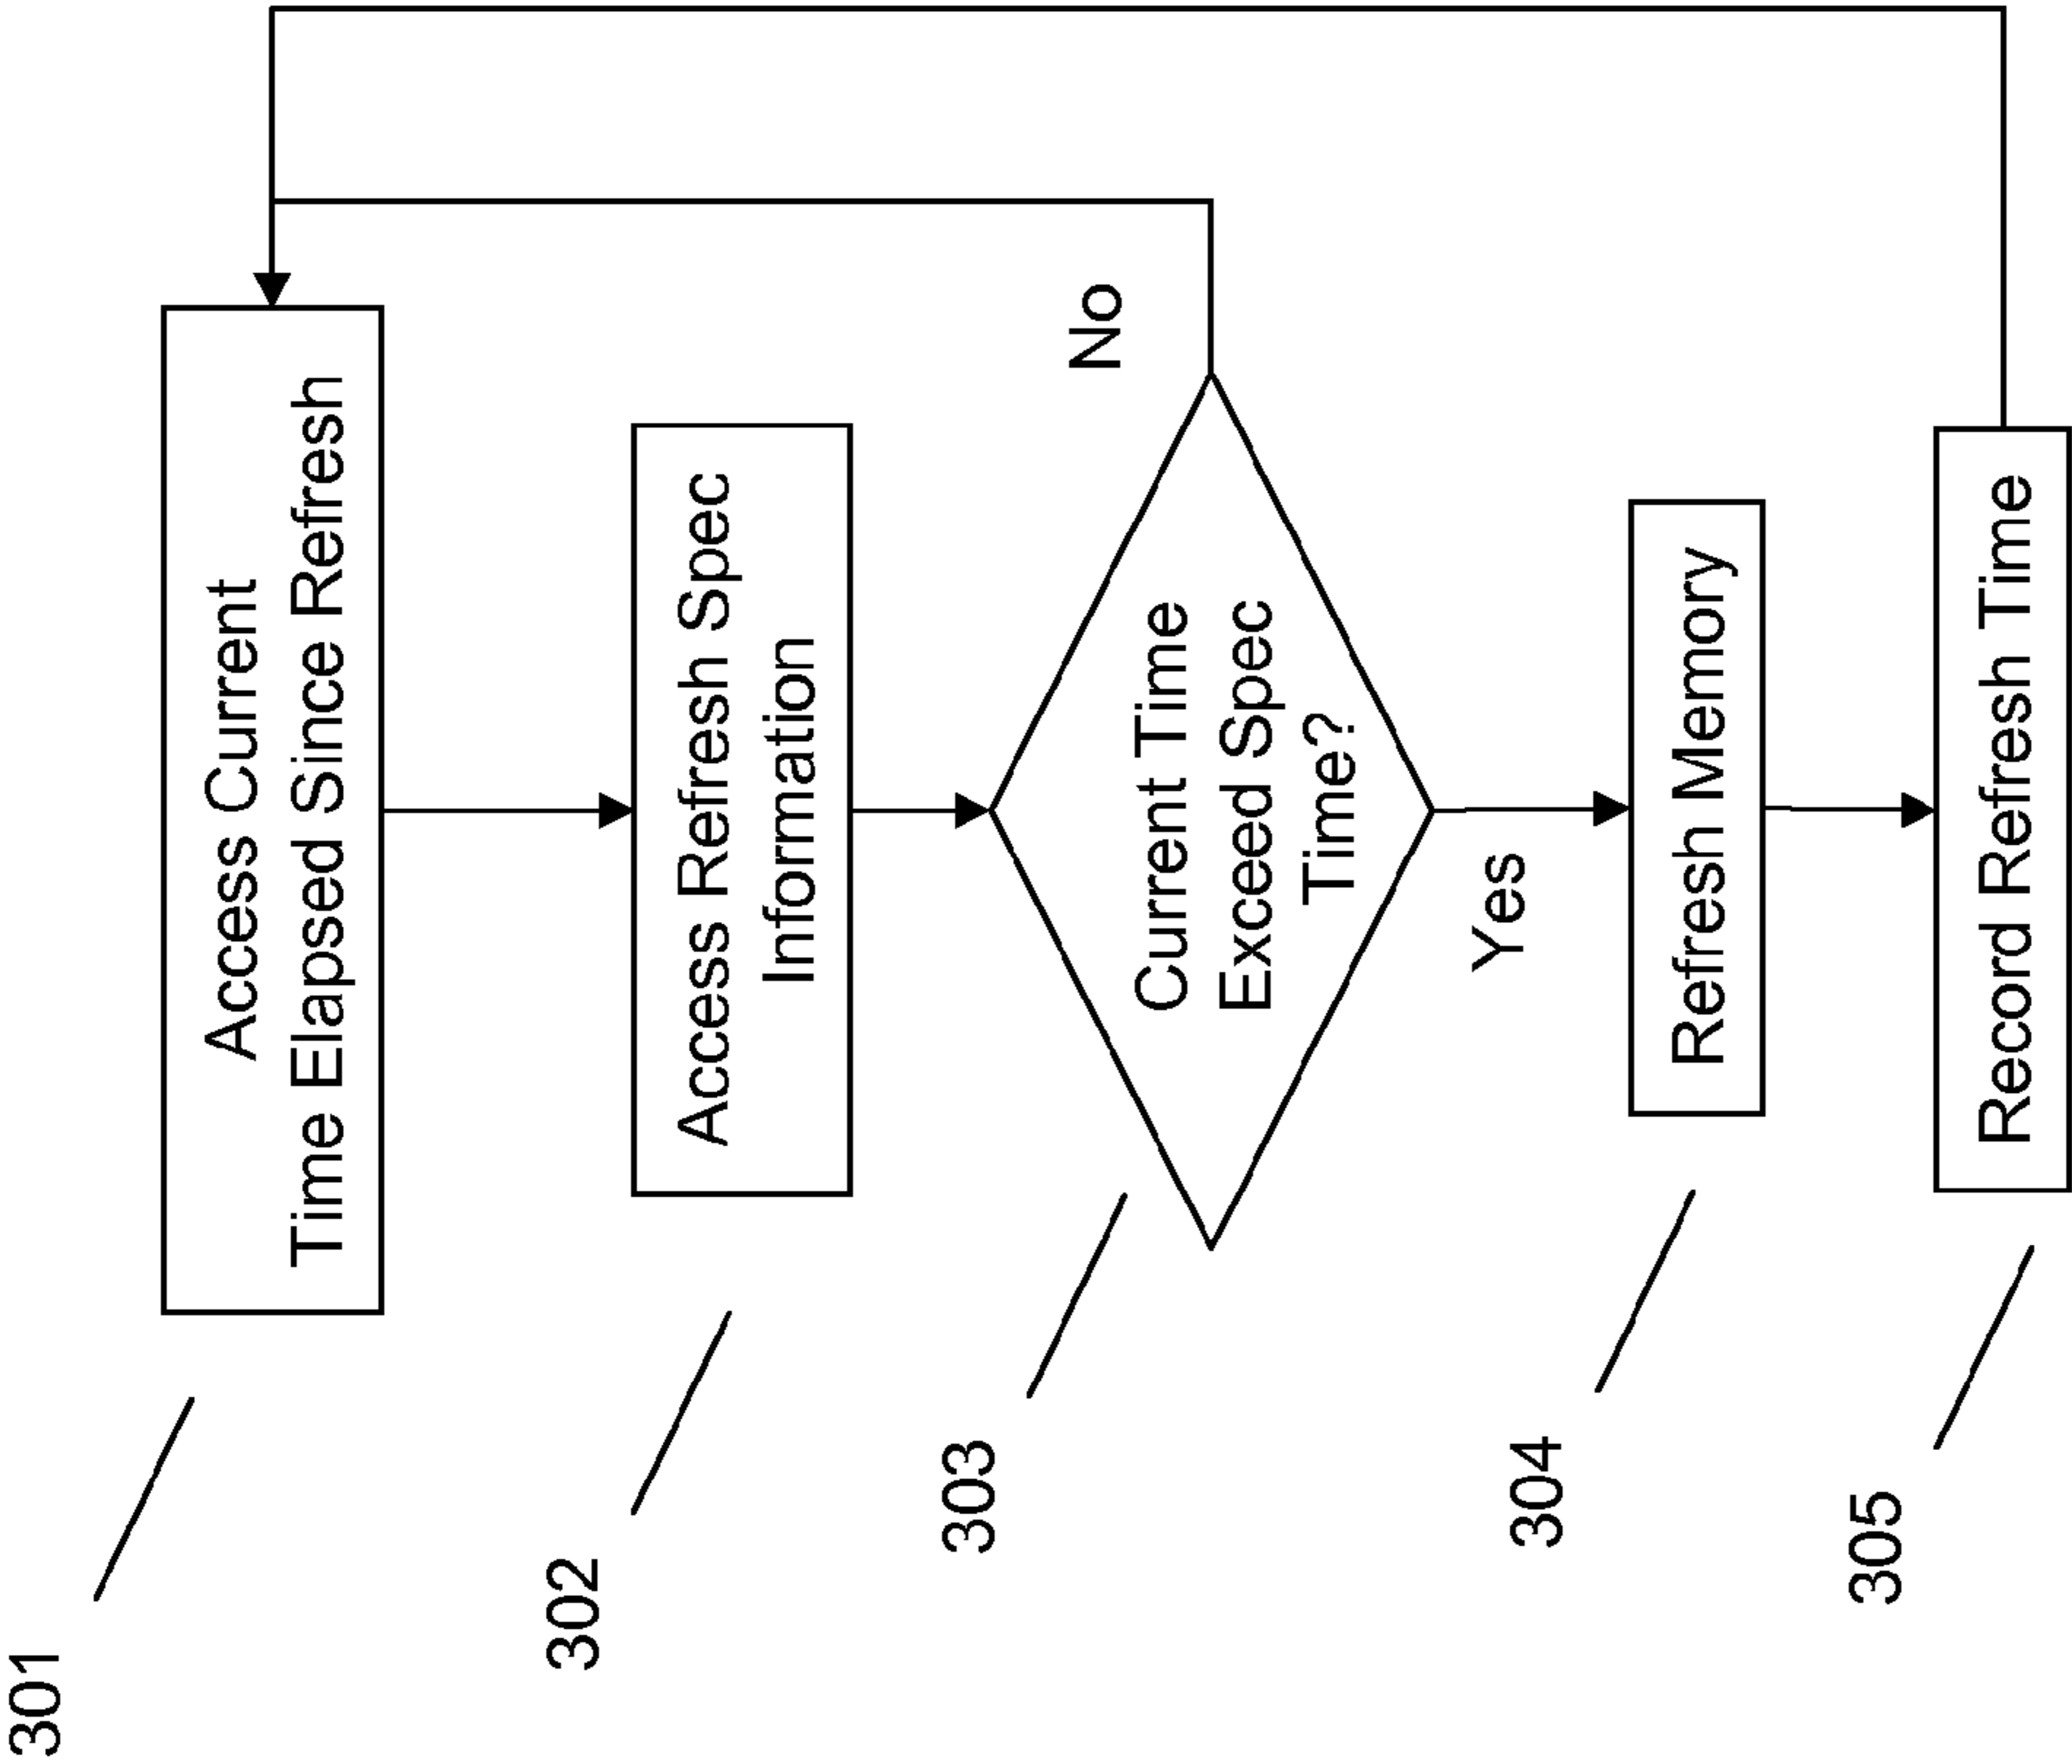 301
Access Current
Time Elapsed Since Refresh
302
Access Refresh Spec
Information
303
Current Time
Exceed Spec
Time?
No
Yes
304
Refresh Memory
305
Record Refresh Time